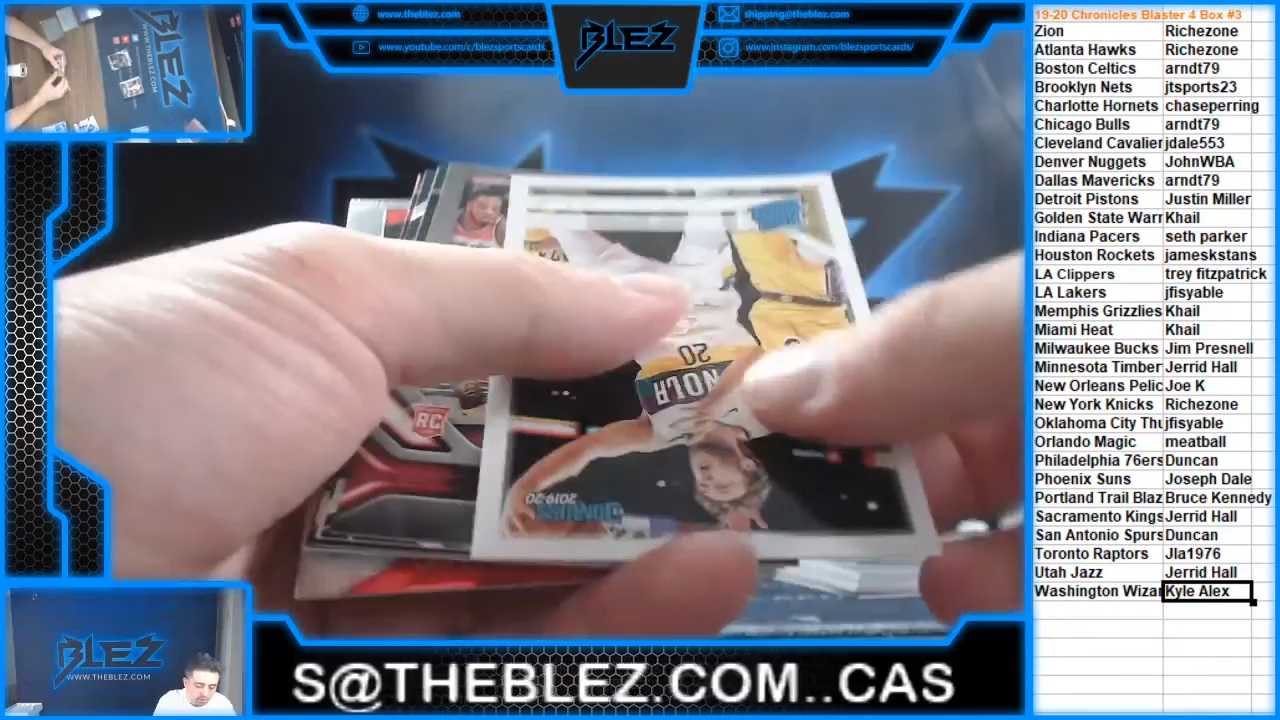 www.theblez.com
shipping@theblez.com
www.youtube.com/c/blezsportscards
www.instagram.com/blezsportscards/
BLEZ
BLEZ
WWW.THEBLEZ.COM
19-20 Chronicles Blaster 4 Box #3
Zion Richezone
Atlanta Hawks Richezone
Boston Celtics arndt79
Brooklyn Nets jtsports23
Charlotte Hornets chaseperring
Chicago Bulls arndt79
Cleveland Cavalier jdale553
Denver Nuggets JohnWBA
Dallas Mavericks arndt79
Detroit Pistons Justin Miller
Golden State Warr Khail
Indiana Pacers seth parker
Houston Rockets jameskstans
LA Clippers trey fitzpatrick
LA Lakers jfisyable
Memphis Grizzlies Khail
Miami Heat Khail
Milwaukee Bucks Jim Presnell
Minnesota Timber Jerrid Hall
New Orleans Pelic Joe K
New York Knicks Richezone
Oklahoma City Thu jfisyable
Orlando Magic meatball
Philadelphia 76ers Duncan
Phoenix Suns Joseph Dale
Portland Trail Blaz Bruce Kennedy
Sacramento Kings Jerrid Hall
San Antonio Spurs Duncan
Toronto Raptors Jla1976
Utah Jazz Jerrid Hall
Washington Wizar Kyle Alex
20
NOLA
RC
2019-20
DONRUSS
BLEZ
WWW.THEBLEZ.COM
S@THEBLEZ.COM..CAS